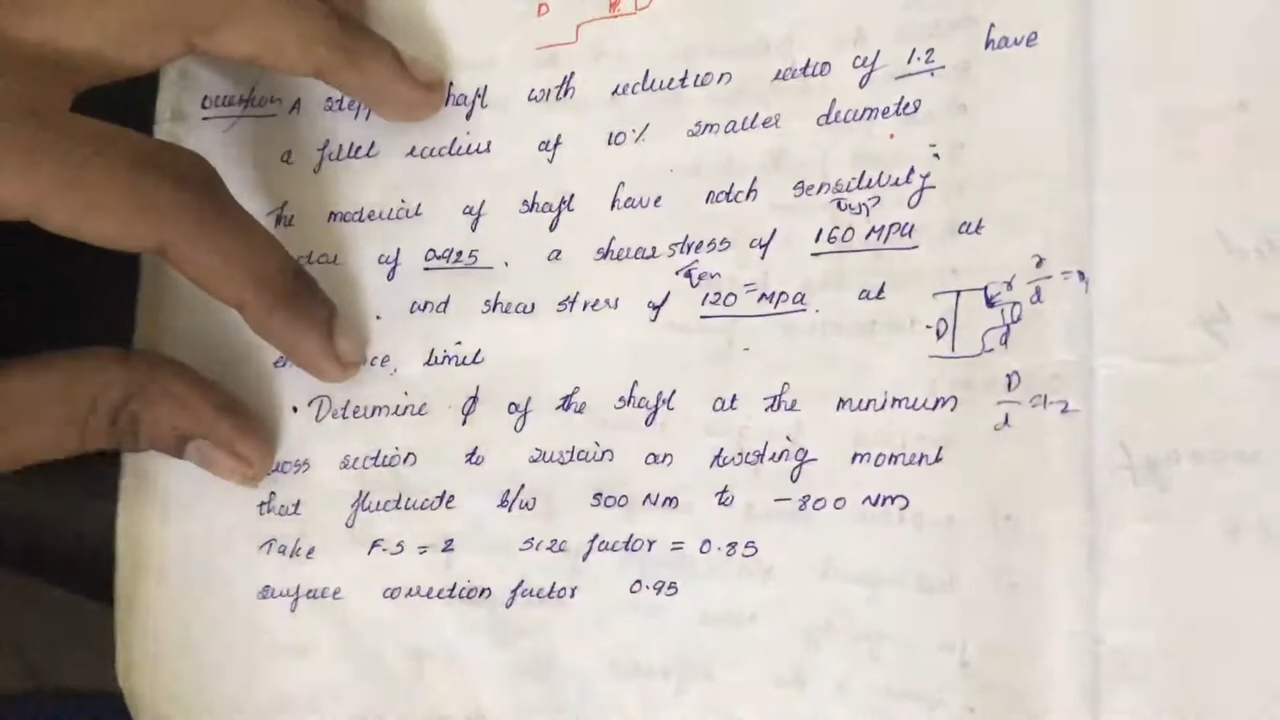 D
Question A shaft with reduction ratio of 1.2 have
a fillet radius of 10% smaller diameter
The material of shaft have notch sensitivity
of 0.925. a shear stress of 160 MPa at
and shear stress of 120 MPa. at
limit
• Determine ϕ of the shaft at the minimum
section to sustain an twisting moment
that fluctuate b/w 500 Nm to -800 Nm
Take F.S = 2 size factor = 0.85
surface correction factor 0.95
r/d
D
r
d
D/d = 1.2